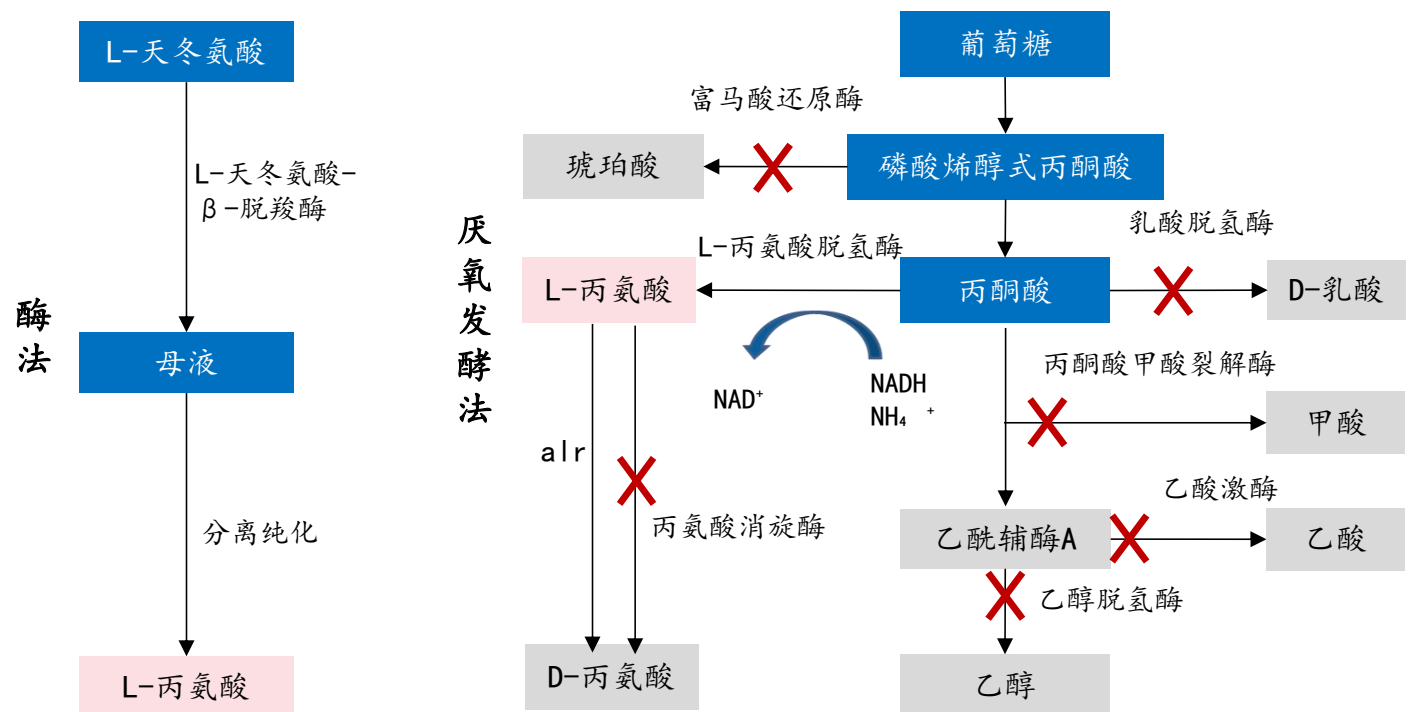 酶法
L-天冬氨酸
L-天冬氨酸-
β-脱羧酶
母液
分离纯化
L-丙氨酸
厌氧发酵法
葡萄糖
富马酸还原酶
琥珀酸
磷酸烯醇式丙酮酸
乳酸脱氢酶
L-丙氨酸脱氢酶
L-丙氨酸
丙酮酸
D-乳酸
丙酮酸甲酸裂解酶
NAD⁺
NADH
NH₄ ⁺
甲酸
alr
丙氨酸消旋酶
乙酸激酶
乙酰辅酶A
乙酸
乙醇脱氢酶
D-丙氨酸
乙醇